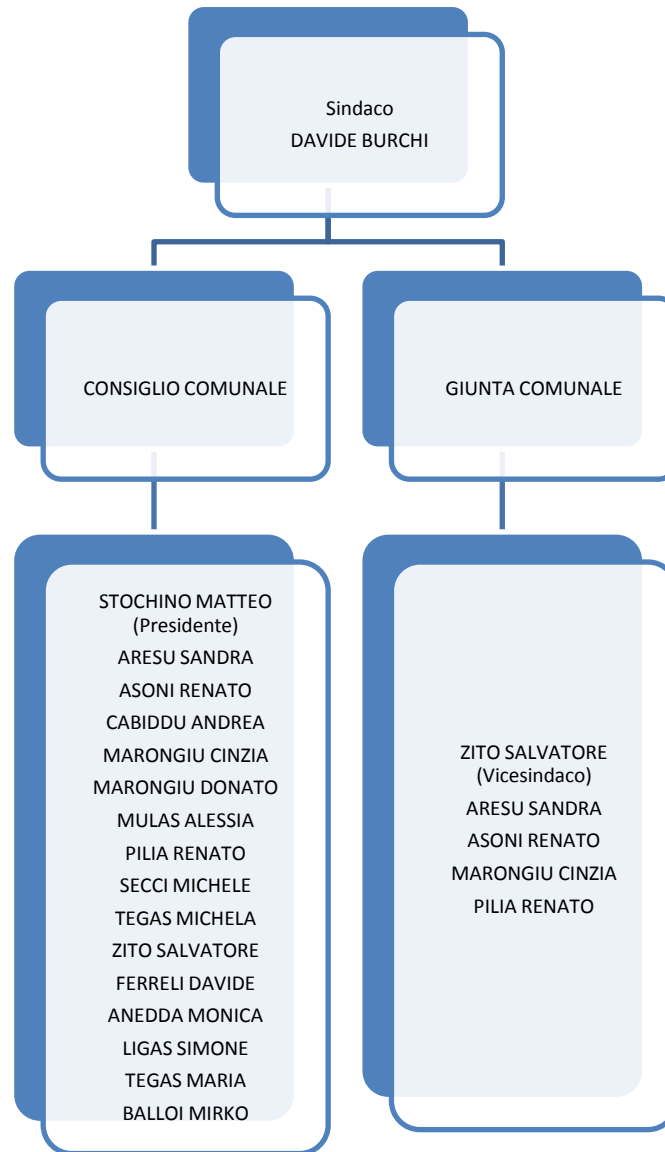 Sindaco
DAVIDE BURCHI
CONSIGLIO COMUNALE
GIUNTA COMUNALE
STOCHINO MATTEO
(Presidente)
ARESU SANDRA
ASONI RENATO
CABIDDU ANDREA
MARONGIU CINZIA
MARONGIU DONATO
MULAS ALESSIA
PILIA RENATO
SECCI MICHELE
TEGAS MICHELA
ZITO SALVATORE
FERRELI DAVIDE
ANEDDA MONICA
LIGAS SIMONE
TEGAS MARIA
BALLOI MIRKO
ZITO SALVATORE
(Vicesindaco)
ARESU SANDRA
ASONI RENATO
MARONGIU CINZIA
PILIA RENATO